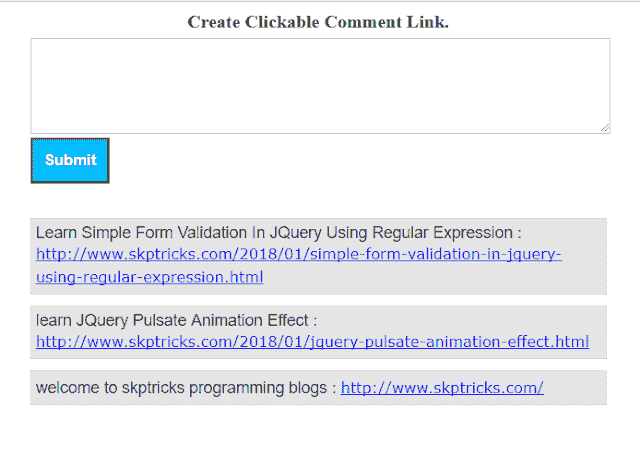 Create Clickable Comment Link.
Submit
Learn Simple Form Validation In JQuery Using Regular Expression :
http://www.skptricks.com/2018/01/simple-form-validation-in-jquery-
using-regular-expression.html
learn JQuery Pulsate Animation Effect :
http://www.skptricks.com/2018/01/jquery-pulsate-animation-effect.html
welcome to skptricks programming blogs : http://www.skptricks.com/